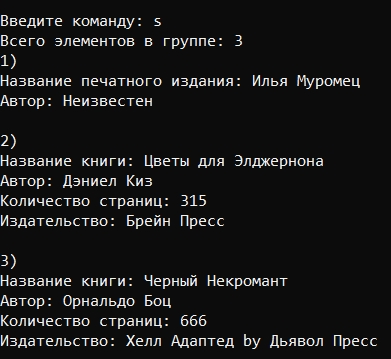 Введите команду: s
Всего элементов в группе: 3
1)
Название печатного издания: Илья Муромец
Автор: Неизвестен
2)
Название книги: Цветы для Элджернона
Автор: Дэниел Киз
Количество страниц: 315
Издательство: Брейн Пресс
3)
Название книги: Черный Некромант
Автор: Орнальдо Боц
Количество страниц: 666
Издательство: Хелл Адаптед by Дьявол Пресс